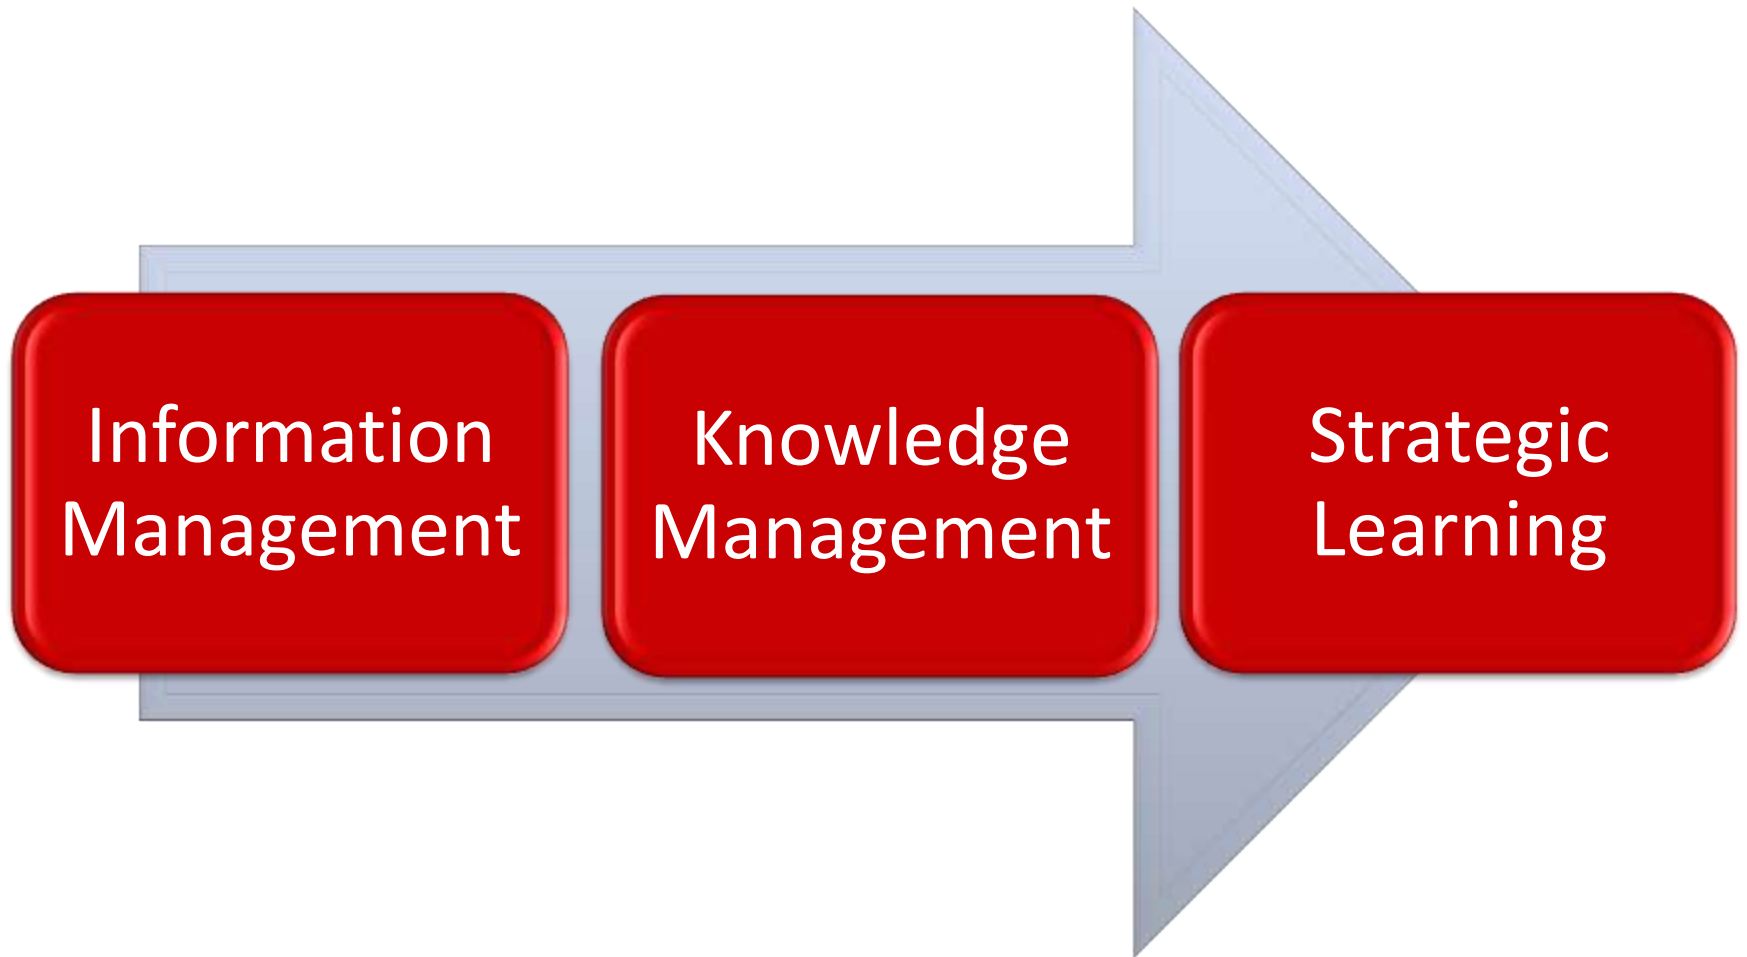 Information
Management
Knowledge
Management
Strategic
Learning